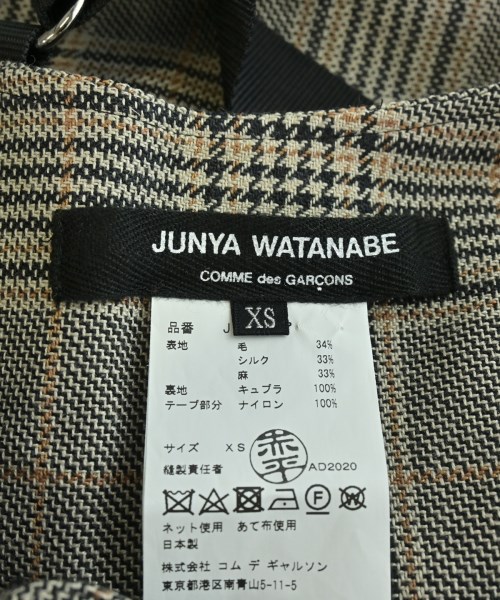 JUNYA WATANABE
COMME des GARÇONS
XS
品番 J
表地 毛 34%
シルク 33%
麻 33%
裏地 キュプラ 100%
テープ部分 ナイロン 100%
サイズ XS
縫製責任者 赤平 AD2020
F W
ネット使用 あて布使用
日本製
株式会社 コム デ ギャルソン
東京都港区南青山5-11-5